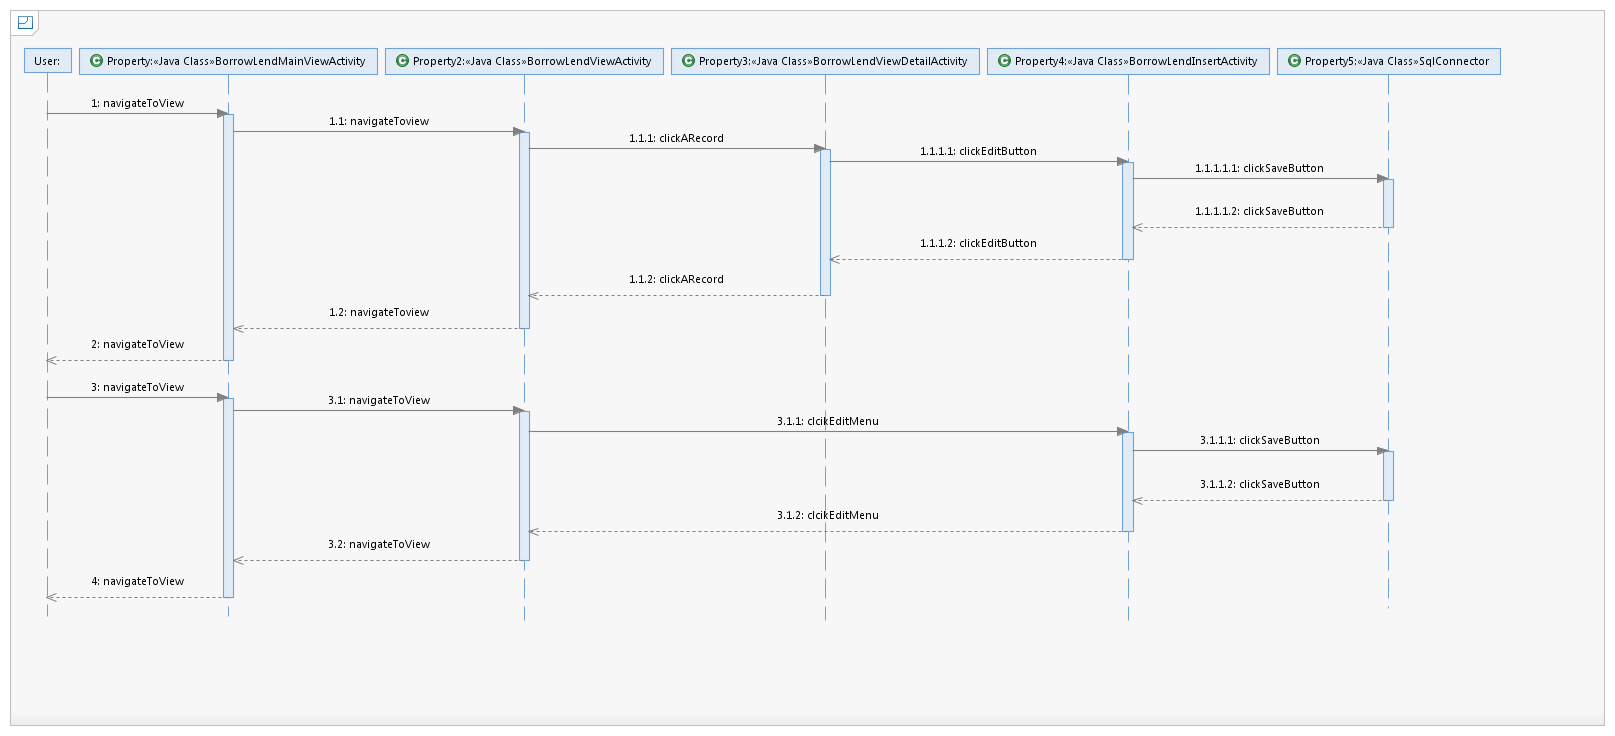 User:
C Property:«Java Class»BorrowLendMainViewActivity
C Property2:«Java Class»BorrowLendViewActivity
C Property3:«Java Class»BorrowLendViewDetailActivity
C Property4:«Java Class»BorrowLendInsertActivity
C Property5:«Java Class»SqlConnector
1: navigateToView
1.1: navigateToview
1.1.1: clickARecord
1.1.1.1: clickEditButton
1.1.1.1.1: clickSaveButton
1.1.1.1.2: clickSaveButton
1.1.1.2: clickEditButton
1.1.2: clickARecord
1.2: navigateToview
2: navigateToView
3: navigateToView
3.1: navigateToView
3.1.1: clcikEditMenu
3.1.1.1: clickSaveButton
3.1.1.2: clickSaveButton
3.1.2: clcikEditMenu
3.2: navigateToView
4: navigateToView